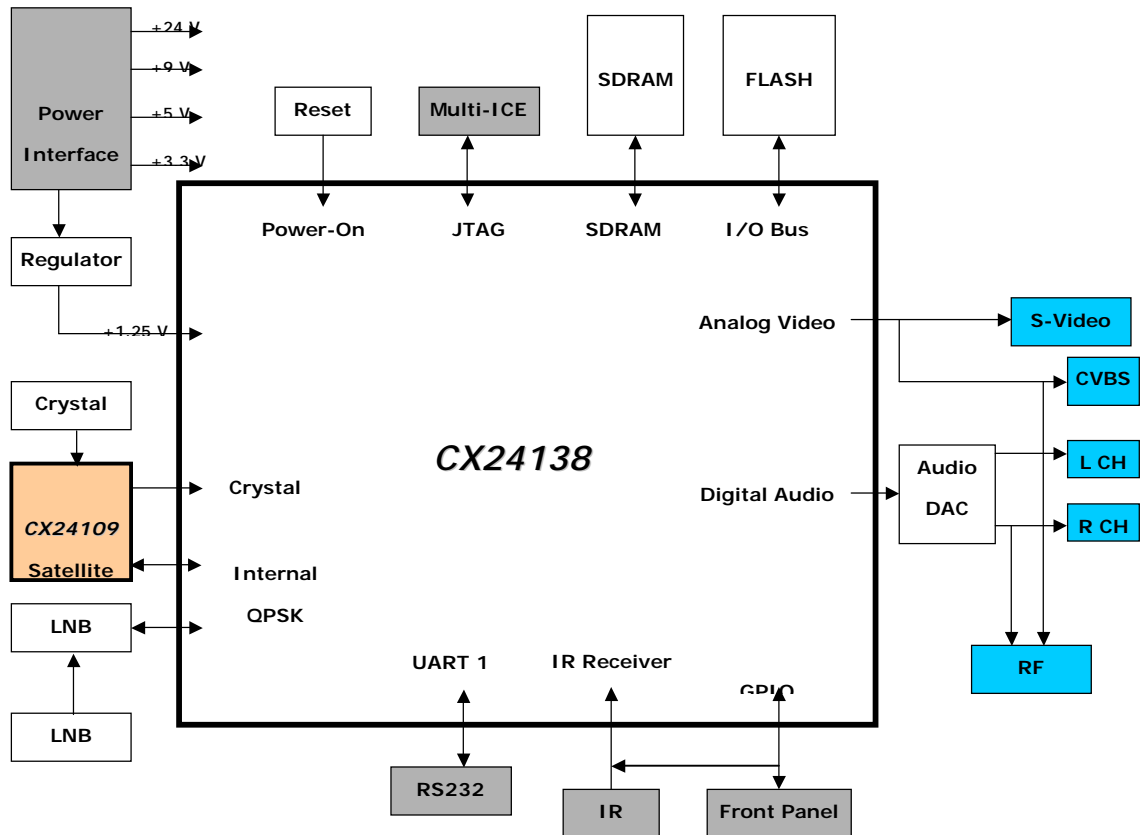 +24 V
+9 V
+5 V
+3.3 V
Power
Interface
Regulator
+1.25 V
Reset
Multi-ICE
SDRAM
FLASH
Power-On
JTAG
SDRAM
I/O Bus
Analog Video
S-Video
CVBS
Crystal
CX24109
Satellite
LNB
LNB
Crystal
Internal
QPSK
CX24138
Digital Audio
Audio
DAC
L CH
R CH
RF
UART 1
IR Receiver
GPIO
RS232
IR
Front Panel